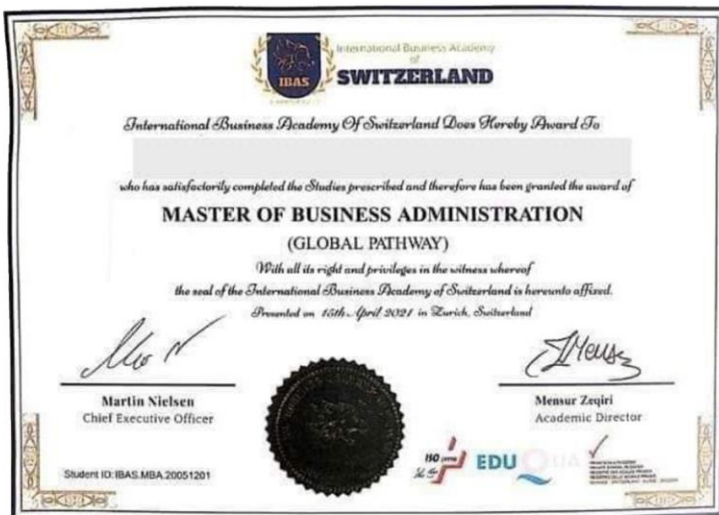 International Business Academy
of
SWITZERLAND
IBAS
International Business Academy Of Switzerland Does Hereby Award To
who has satisfactorily completed the Studies prescribed and therefore has been granted the award of
MASTER OF BUSINESS ADMINISTRATION
(GLOBAL PATHWAY)
With all its right and privileges in the witness whereof
the seal of the International Business Academy of Switzerland is hereunto affixed.
Presented on 15th April 2021 in Zurich, Switzerland
Martin Nielsen
Chief Executive Officer
Mensur Zeqiri
Academic Director
Student ID: IBAS.MBA.20051201
ISO
EDUQUA